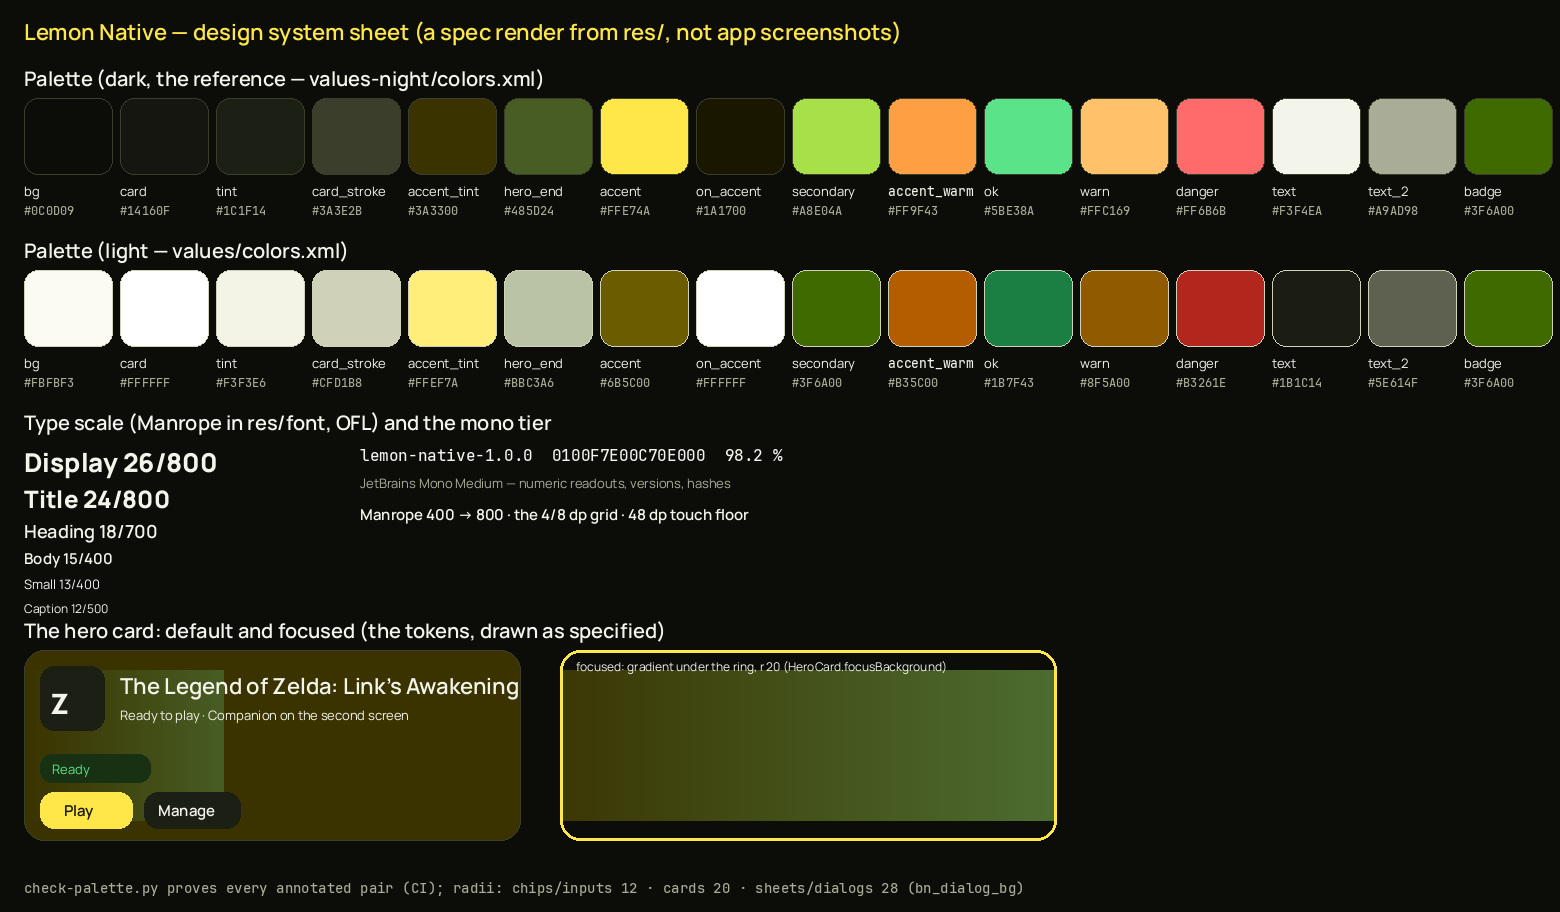 Lemon Native — design system sheet (a spec render from res/, not app screenshots)
Palette (dark, the reference — values-night/colors.xml)
bg card tint card_stroke accent_tint hero_end accent on_accent secondary accent_warm ok warn danger text text_2 badge
#0C0D09 #14160F #1C1F14 #3A3E2B #3A3300 #485D24 #FFE74A #1A1700 #A8E04A #FF9F43 #5BE38A #FFC169 #FF6B6B #F3F4EA #A9AD98 #3F6A00
Palette (light — values/colors.xml)
bg card tint card_stroke accent_tint hero_end accent on_accent secondary accent_warm ok warn danger text text_2 badge
#FBFBF3 #FFFFFF #F3F3E6 #CFD1B8 #FFEF7A #BBC3A6 #6B5C00 #FFFFFF #3F6A00 #B35C00 #1B7F43 #8F5A00 #B3261E #1B1C14 #5E614F #3F6A00
Type scale (Manrope in res/font, OFL) and the mono tier
Display 26/800
Title 24/800
Heading 18/700
Body 15/400
Small 13/400
Caption 12/500
lemon-native-1.0.0 0100F7E00C70E000 98.2 %
JetBrains Mono Medium — numeric readouts, versions, hashes
Manrope 400 → 800 · the 4/8 dp grid · 48 dp touch floor
The hero card: default and focused (the tokens, drawn as specified)
Z
The Legend of Zelda: Link's Awakening
Ready to play · Companion on the second screen
Ready
Play
Manage
focused: gradient under the ring, r 20 (HeroCard.focusBackground)
check-palette.py proves every annotated pair (CI); radii: chips/inputs 12 · cards 20 · sheets/dialogs 28 (bn_dialog_bg)